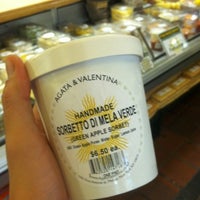 AGATA & VALENTINA
HANDMADE
SORBETTO DI MELA VERDE
(GREEN APPLE SORBET)
$6.50 ea